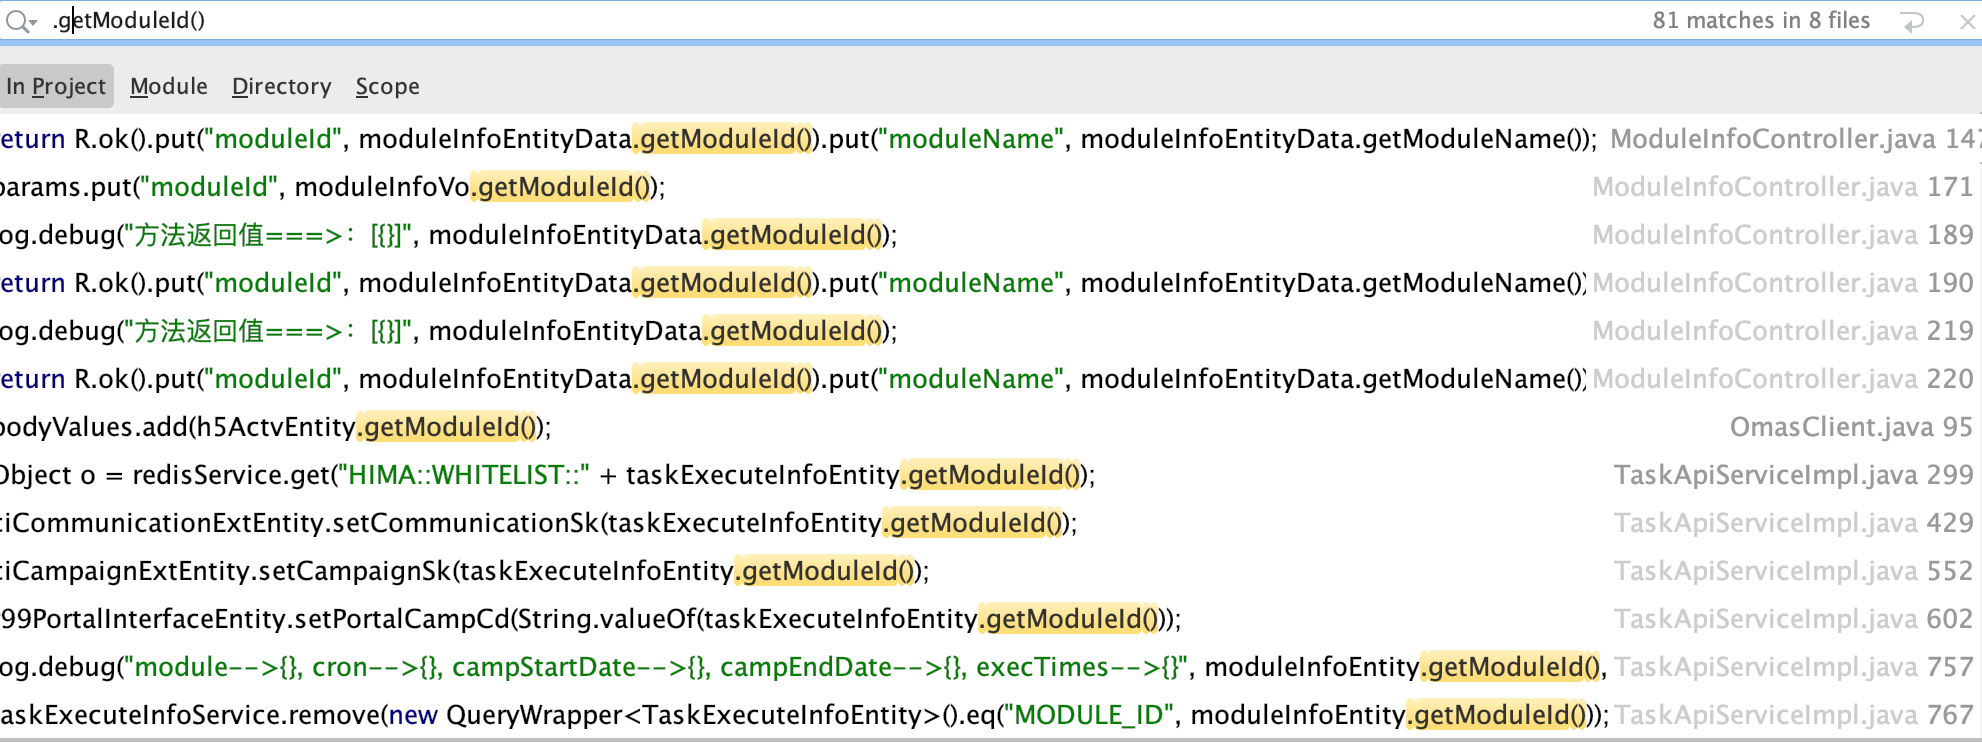 .getModuleId() 81 matches in 8 files
In Project Module Directory Scope
eturn R.ok().put("moduleId", moduleInfoEntityData.getModuleId()).put("moduleName", moduleInfoEntityData.getModuleName()); ModuleInfoController.java 147
params.put("moduleId", moduleInfoVo.getModuleId()); ModuleInfoController.java 171
og.debug("方法返回值===>：[{}]", moduleInfoEntityData.getModuleId()); ModuleInfoController.java 189
eturn R.ok().put("moduleId", moduleInfoEntityData.getModuleId()).put("moduleName", moduleInfoEntityData.getModuleName()) ModuleInfoController.java 190
og.debug("方法返回值===>：[{}]", moduleInfoEntityData.getModuleId()); ModuleInfoController.java 219
eturn R.ok().put("moduleId", moduleInfoEntityData.getModuleId()).put("moduleName", moduleInfoEntityData.getModuleName()) ModuleInfoController.java 220
bodyValues.add(h5ActvEntity.getModuleId()); OmasClient.java 95
Object o = redisService.get("HIMA::WHITELIST::" + taskExecuteInfoEntity.getModuleId()); TaskApiServiceImpl.java 299
ciCommunicationExtEntity.setCommunicationSk(taskExecuteInfoEntity.getModuleId()); TaskApiServiceImpl.java 429
ciCampaignExtEntity.setCampaignSk(taskExecuteInfoEntity.getModuleId()); TaskApiServiceImpl.java 552
99PortalInterfaceEntity.setPortalCampCd(String.valueOf(taskExecuteInfoEntity.getModuleId())); TaskApiServiceImpl.java 602
og.debug("module-->{}, cron-->{}, campStartDate-->{}, campEndDate-->{}, execTimes-->{}", moduleInfoEntity.getModuleId(), TaskApiServiceImpl.java 757
askExecuteInfoService.remove(new QueryWrapper<TaskExecuteInfoEntity>().eq("MODULE_ID", moduleInfoEntity.getModuleId())); TaskApiServiceImpl.java 767